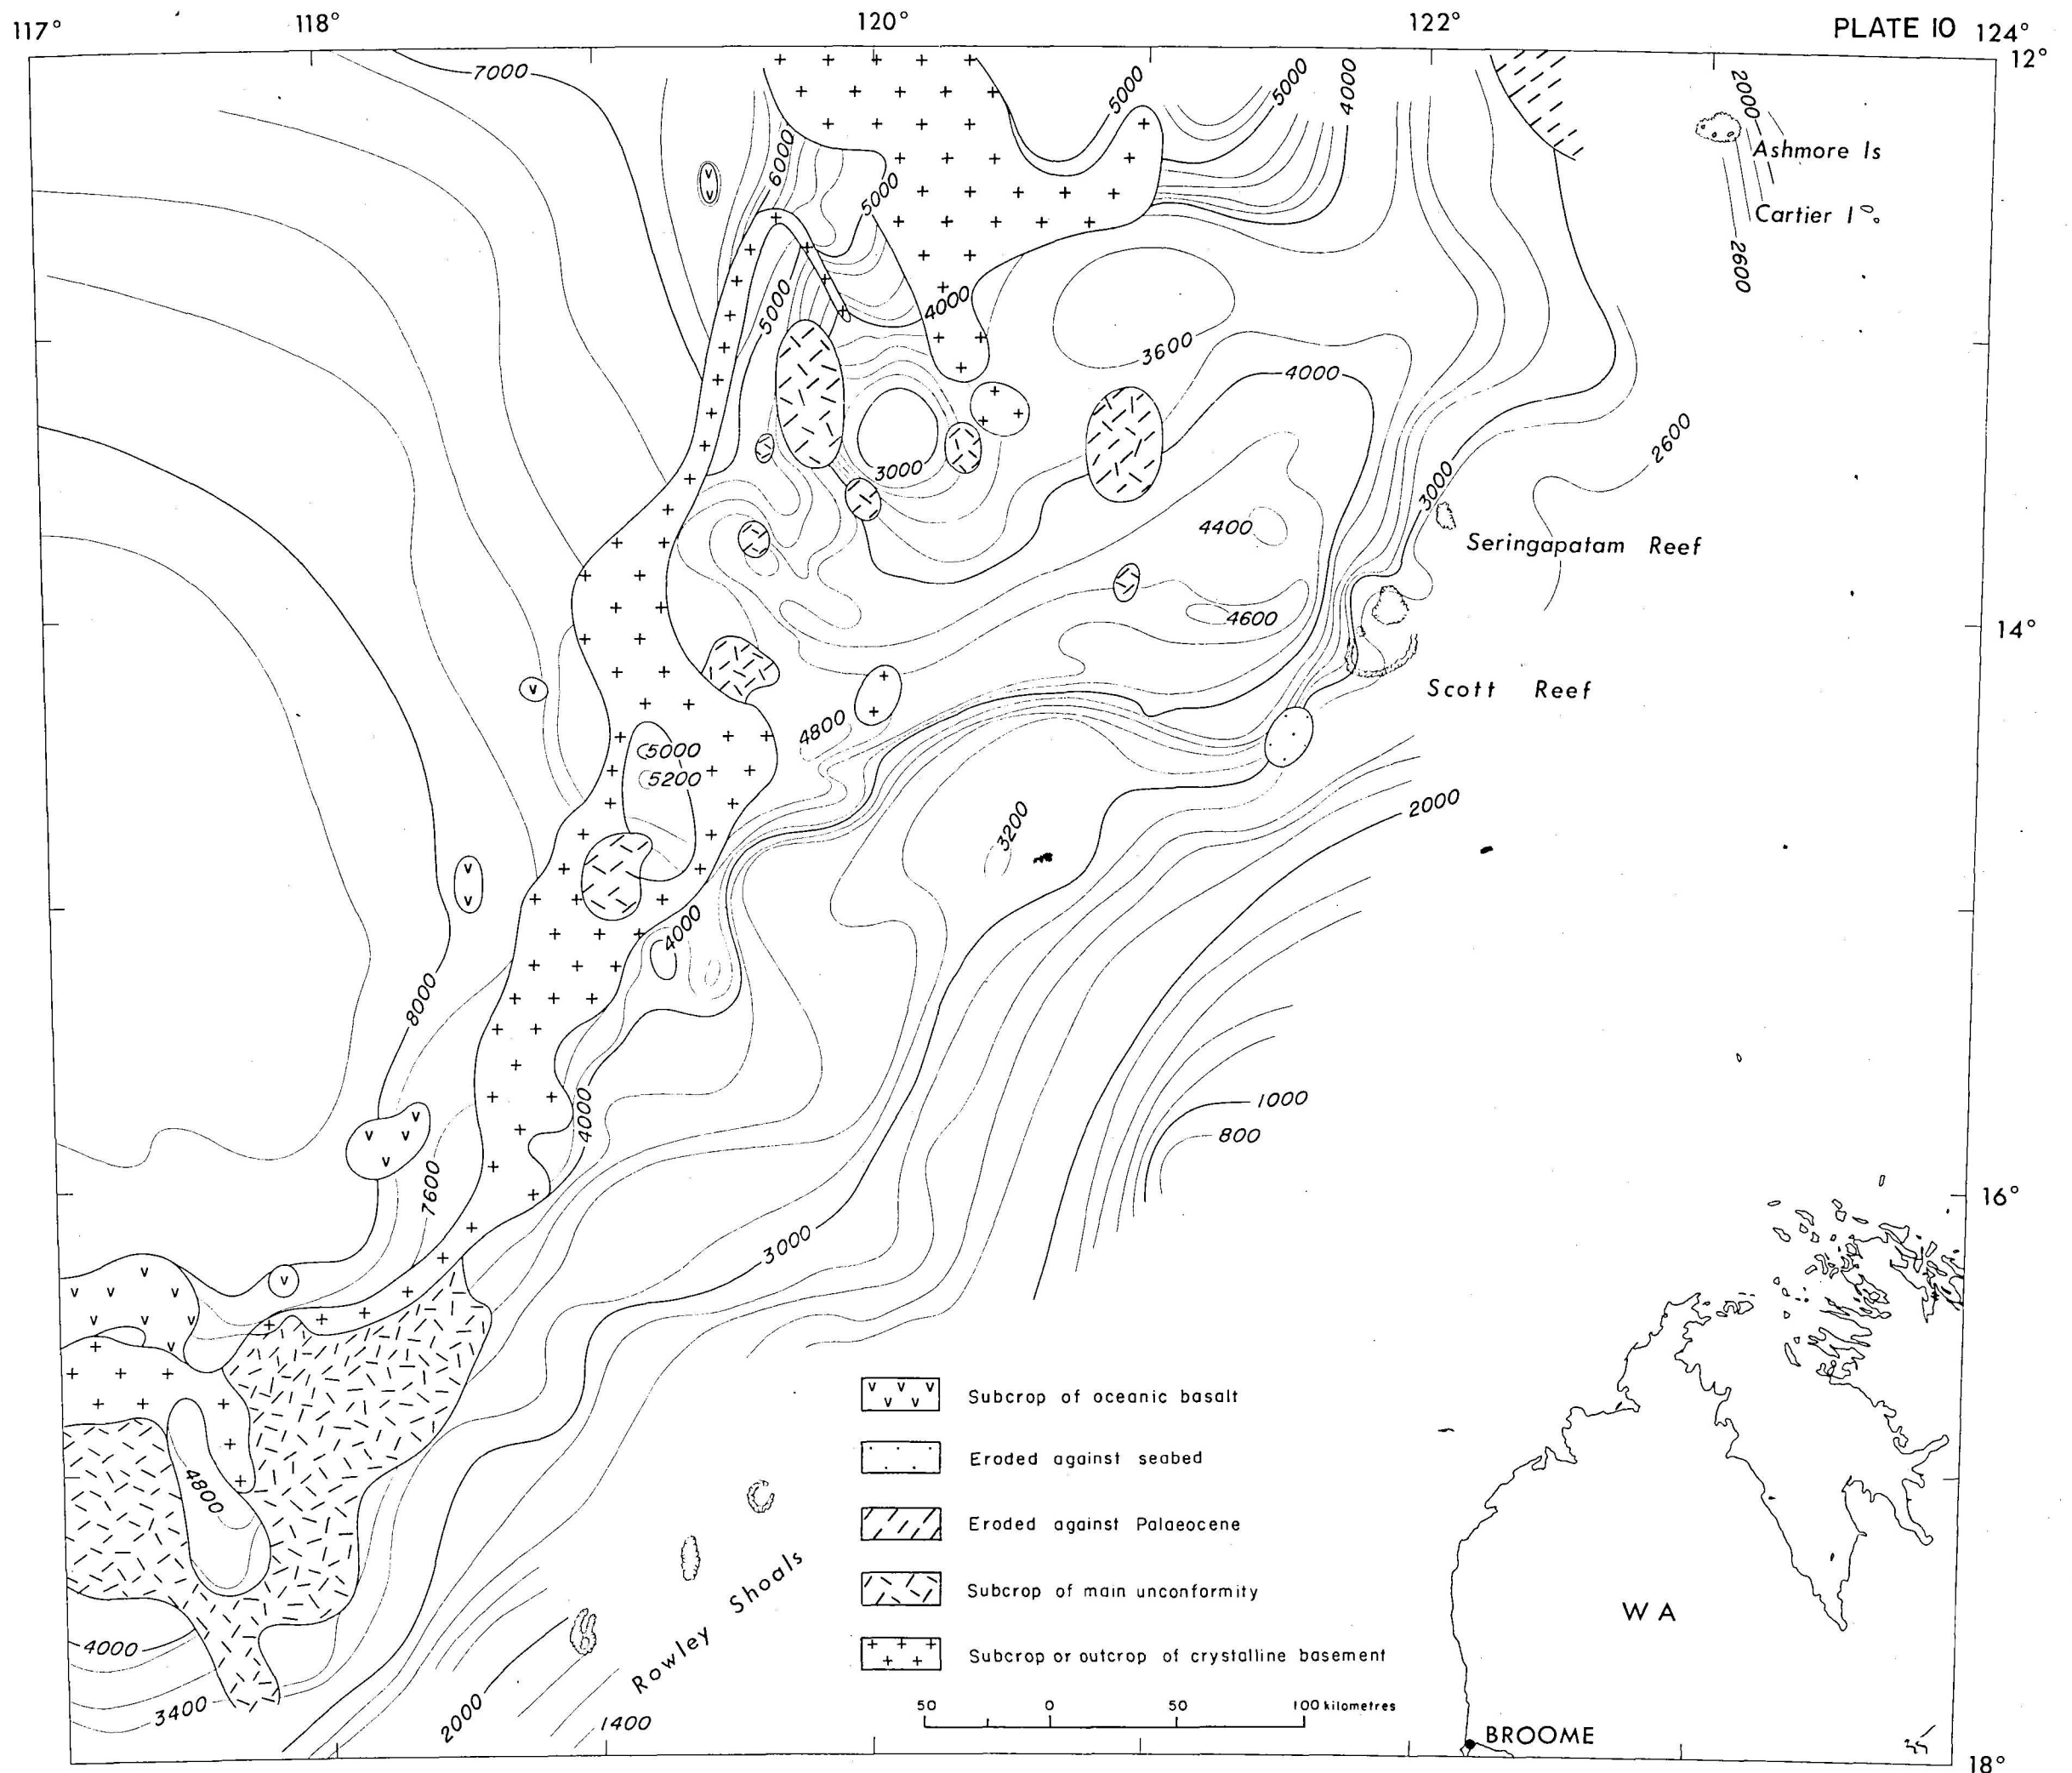 117° 118° 120° 122° PLATE 10 124°
12°
7000
5000
5000
4000
2000
6000
Ashmore Is
5000
Cartier I
2600
5000
4000
3600
4000
3000
2600
3000
4400
Seringapatam Reef
4600
14°
Scott Reef
4800
5000
5200
2000
3200
4000
8000
1000
4000
800
7600
16°
3000
Subcrop of oceanic basalt
Eroded against seabed
4800
Eroded against Palaeocene
Subcrop of main unconformity
Rowley Shoals
WA
4000
Subcrop or outcrop of crystalline basement
3400
50 0 50 100 kilometres
2000
1400
BROOME
18°